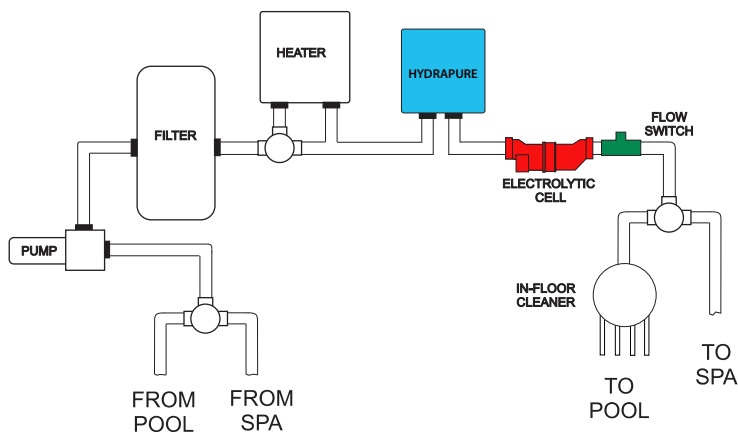 HEATER
HYDRAPURE
FILTER
FLOW
SWITCH
ELECTROLYTIC
CELL
PUMP
IN-FLOOR
CLEANER
FROM
POOL
FROM
SPA
TO
POOL
TO
SPA